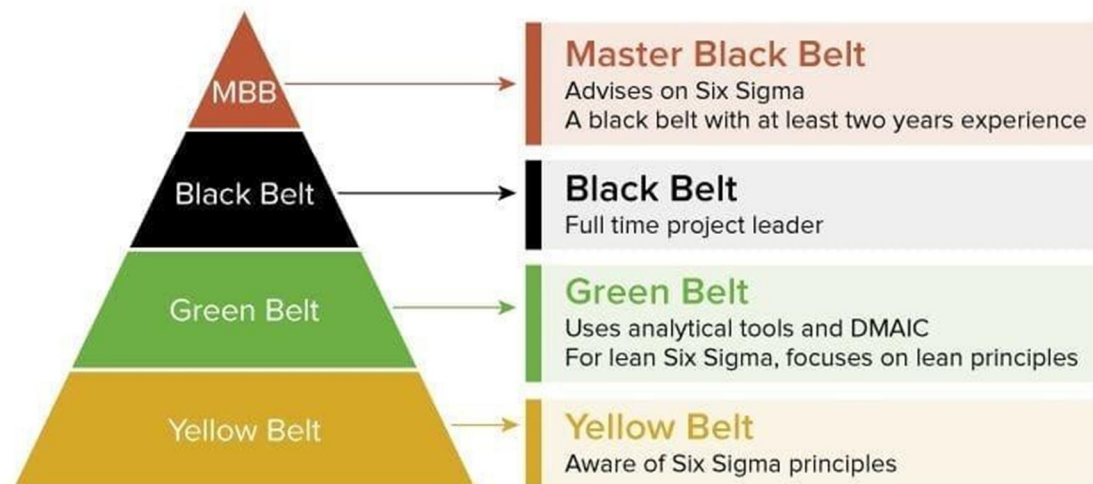 MBB
Master Black Belt
Advises on Six Sigma
A black belt with at least two years experience
Black Belt
Black Belt
Full time project leader
Green Belt
Green Belt
Uses analytical tools and DMAIC
For lean Six Sigma, focuses on lean principles
Yellow Belt
Yellow Belt
Aware of Six Sigma principles